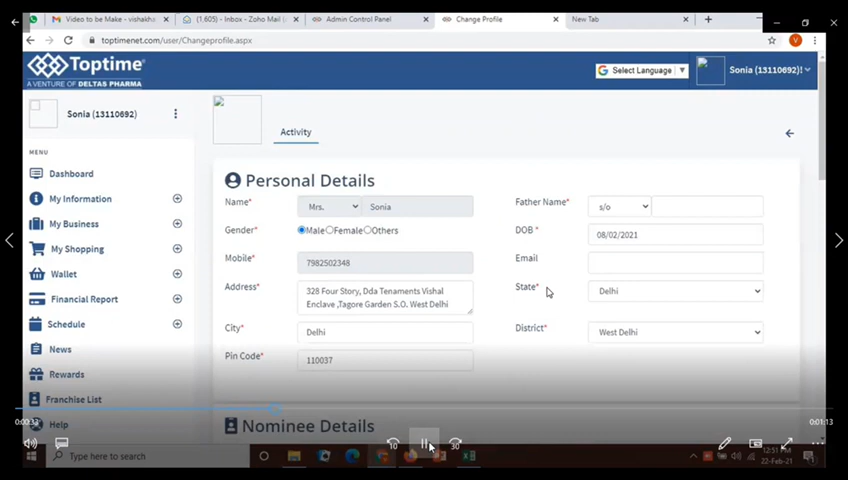 Video to be Make - vishakha
(1,605) - Inbox - Zoho Mail (
Admin Control Panel
Change Profile
New Tab
toptimenet.com/user/Changeprofile.aspx
V
Toptime
A VENTURE OF DELTAS PHARMA
G Select Language
Sonia (13110692)!
Sonia (13110692)
Activity
MENU
Dashboard
My Information
My Business
My Shopping
Wallet
Financial Report
Schedule
News
Rewards
Franchise List
Help
Personal Details
Name* Mrs. Sonia Father Name* s/o
Gender* Male Female Others DOB * 08/02/2021
Mobile* 7982502348 Email
Address* 328 Four Story, Dda Tenaments Vishal State* Delhi
Enclave ,Tagore Garden S.O. West Delhi
City* Delhi District* West Delhi
Pin Code* 110037
Nominee Details
0:00:33
0:01:13
10
30
Type here to search
12:51 PM
22-Feb-21